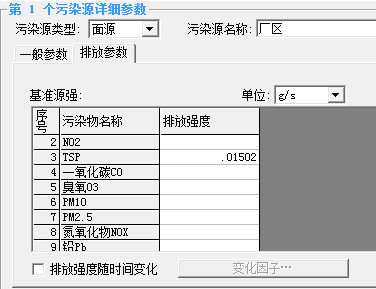 第 1 个污染源详细参数
污染源类型: 面源 污染源名称: 厂区
一般参数 排放参数
基准源强: 单位: g/s
序号 污染物名称 排放强度
2 NO2
3 TSP .01502
4 一氧化碳CO
5 臭氧O3
6 PM10
7 PM2.5
8 氮氧化物NOX
9 铅Pb
排放强度随时间变化 变化因子…